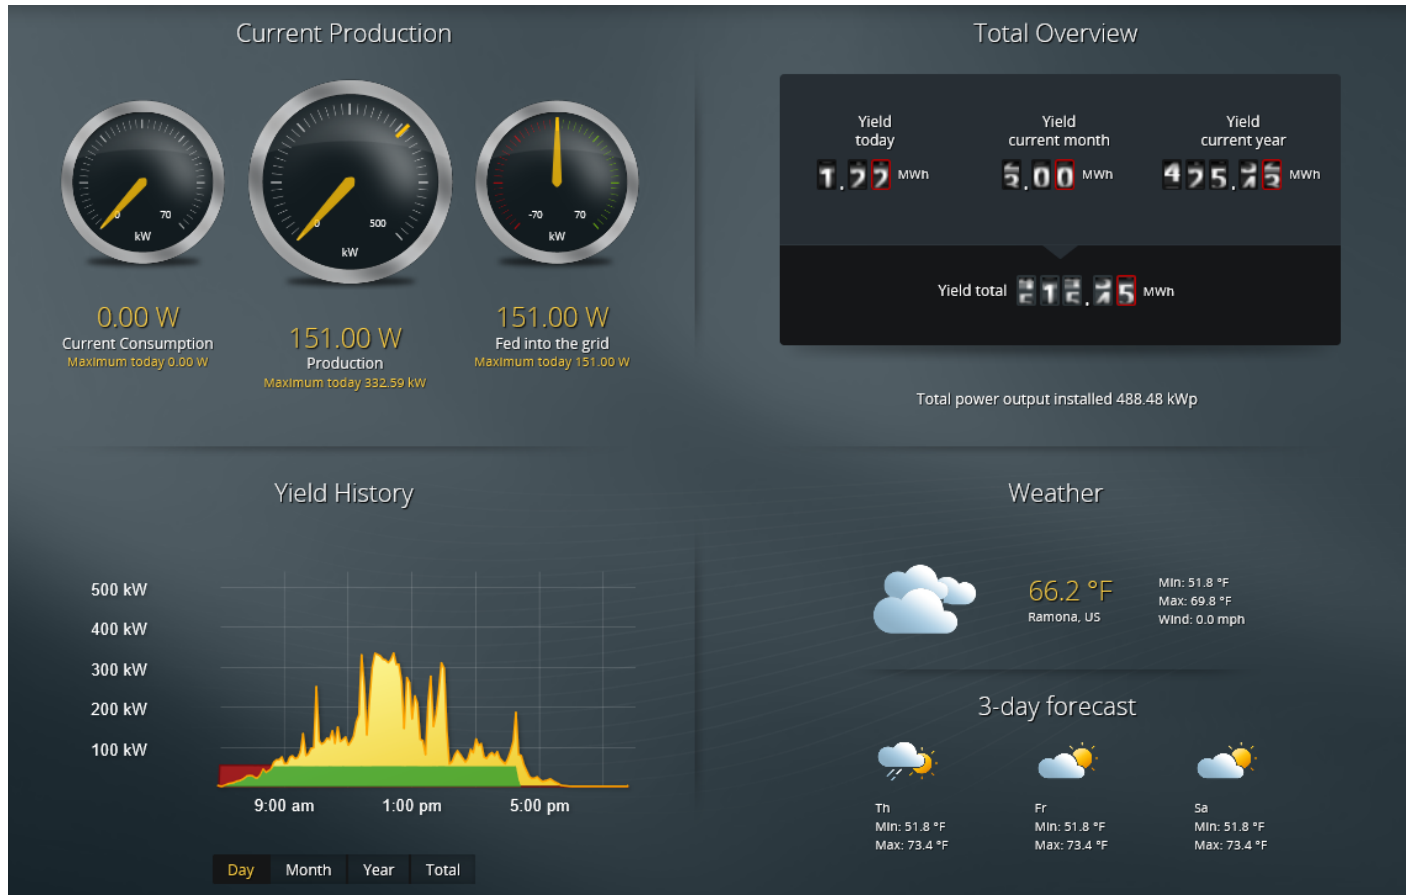 Current Production
0
70
kW
0
500
kW
-70
70
kW
0.00 W
Current Consumption
Maximum today 0.00 W
151.00 W
Production
Maximum today 332.59 kW
151.00 W
Fed into the grid
Maximum today 151.00 W
Total Overview
Yield
today
1.22 MWh
Yield
current month
.00 MWh
Yield
current year
425. MWh
Yield total
MWh
Total power output installed 488.48 kWp
Yield History
500 kW
400 kW
300 kW
200 kW
100 kW
9:00 am
1:00 pm
5:00 pm
Day
Month
Year
Total
Weather
66.2 °F
Ramona, US
Min: 51.8 °F
Max: 69.8 °F
Wind: 0.0 mph
3-day forecast
Th
Min: 51.8 °F
Max: 73.4 °F
Fr
Min: 51.8 °F
Max: 73.4 °F
Sa
Min: 51.8 °F
Max: 73.4 °F